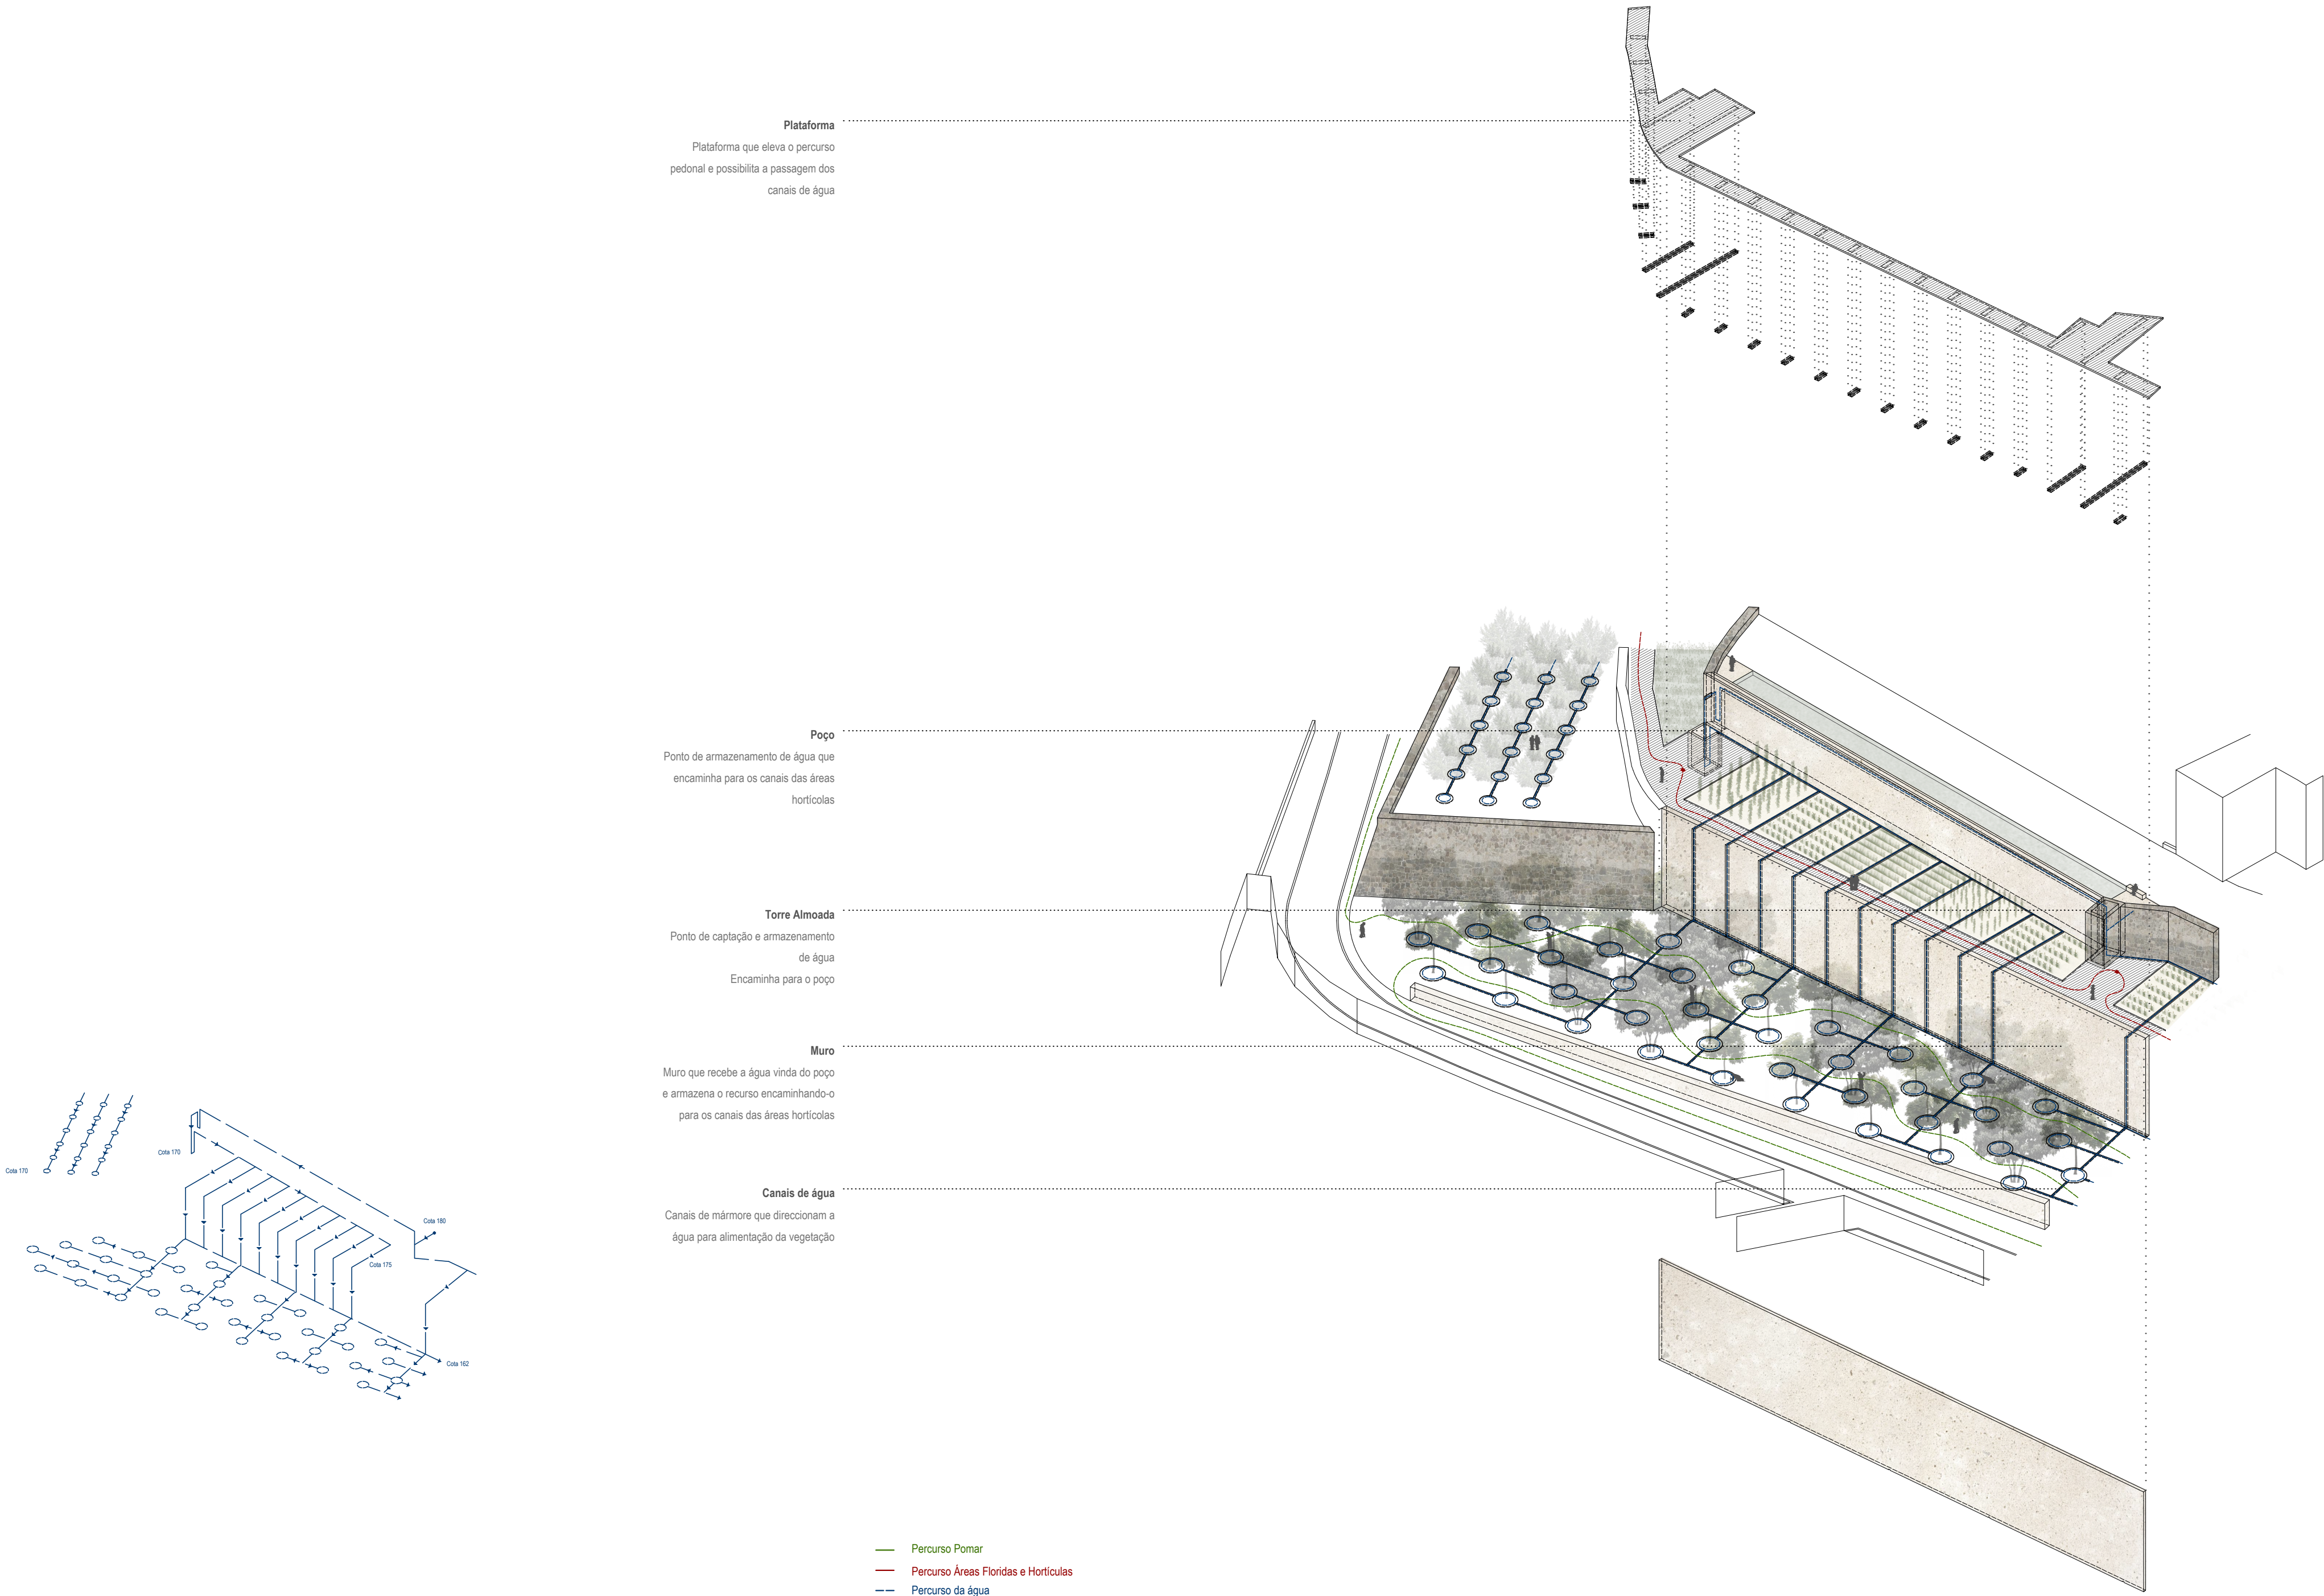 Plataforma
Plataforma que eleva o percurso
pedonal e possibilita a passagem dos
canais de água
Poço
Ponto de armazenamento de água que
encaminha para os canais das áreas
hortícolas
Torre Almoada
Ponto de captação e armazenamento
de água
Encaminha para o poço
Muro
Muro que recebe a água vinda do poço
e armazena o recurso encaminhando-o
para os canais das áreas hortícolas
Canais de água
Canais de mármore que direccionam a
água para alimentação da vegetação
Cota 170
Cota 170
Cota 180
Cota 175
Cota 162
Percurso Pomar
Percurso Áreas Floridas e Hortículas
Percurso da água